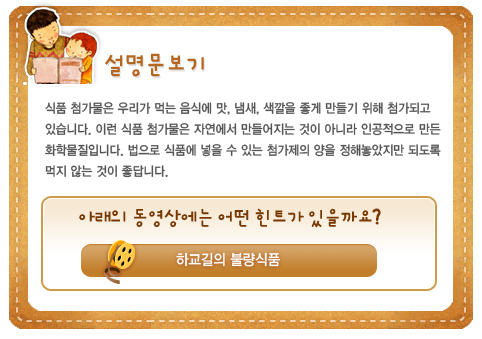 설명문보기
식품 첨가물은 우리가 먹는 음식에 맛, 냄새, 색깔을 좋게 만들기 위해 첨가되고
있습니다. 이런 식품 첨가물은 자연에서 만들어지는 것이 아니라 인공적으로 만든
화학물질입니다. 법으로 식품에 넣을 수 있는 첨가제의 양을 정해놓았지만 되도록
먹지 않는 것이 좋답니다.
아래의 동영상에는 어떤 힌트가 있을까요?
하교길의 불량식품